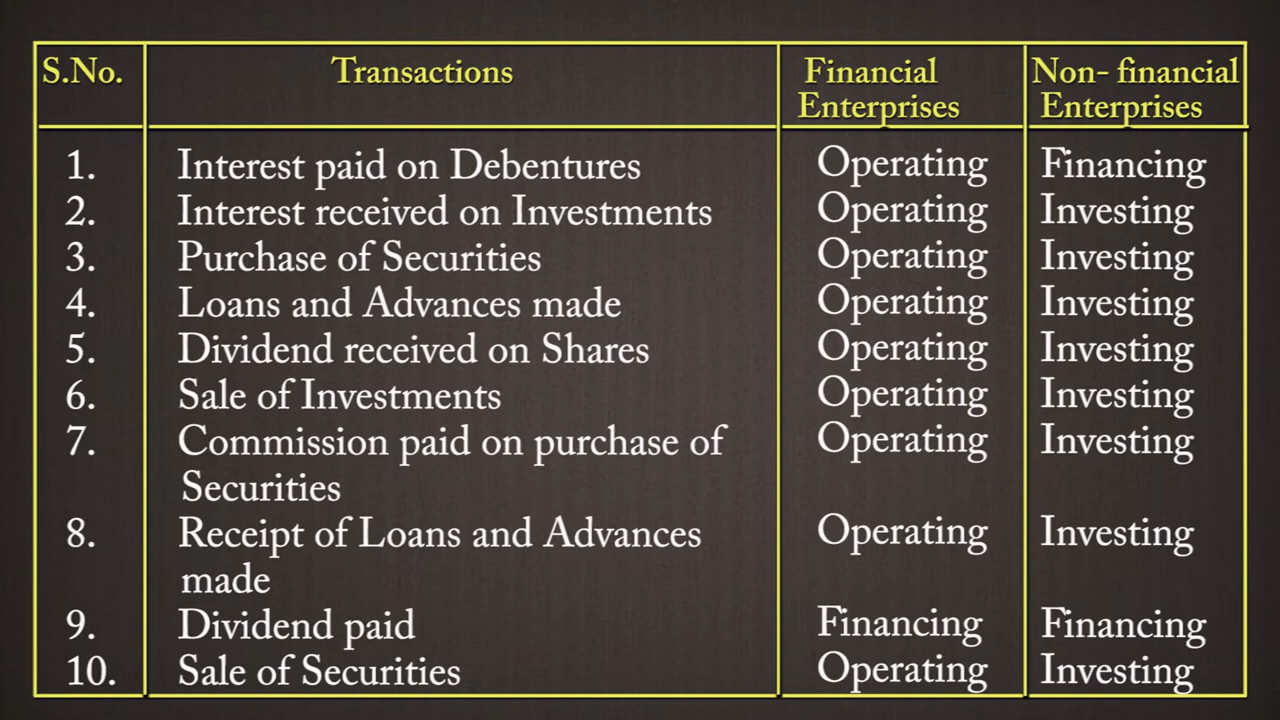 S.No. Transactions Financial Enterprises Non- financial Enterprises
1. Interest paid on Debentures Operating Financing
2. Interest received on Investments Operating Investing
3. Purchase of Securities Operating Investing
4. Loans and Advances made Operating Investing
5. Dividend received on Shares Operating Investing
6. Sale of Investments Operating Investing
7. Commission paid on purchase of Operating Investing
Securities
8. Receipt of Loans and Advances Operating Investing
made
9. Dividend paid Financing Financing
10. Sale of Securities Operating Investing